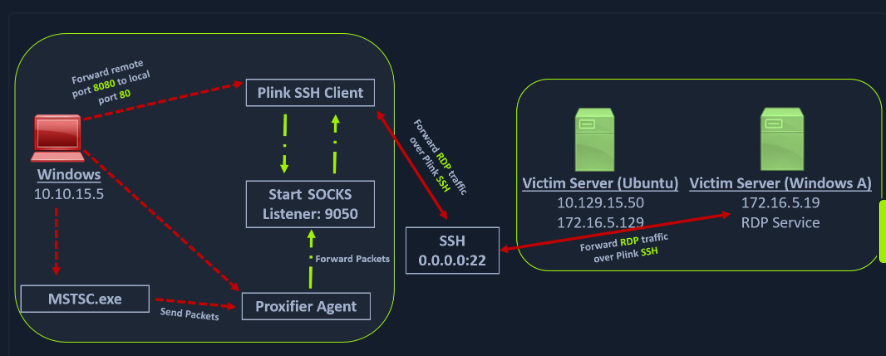 Forward remote
port 8080 to local
port 80
Plink SSH Client
Windows
10.10.15.5
Start SOCKS
Listener: 9050
Forward Packets
MSTSC.exe
Send Packets
Proxifier Agent
Forward RDP traffic
over Plink SSH
SSH
0.0.0.0:22
Victim Server (Ubuntu)
10.129.15.50
172.16.5.129
Victim Server (Windows A)
172.16.5.19
RDP Service
Forward RDP traffic
over Plink SSH